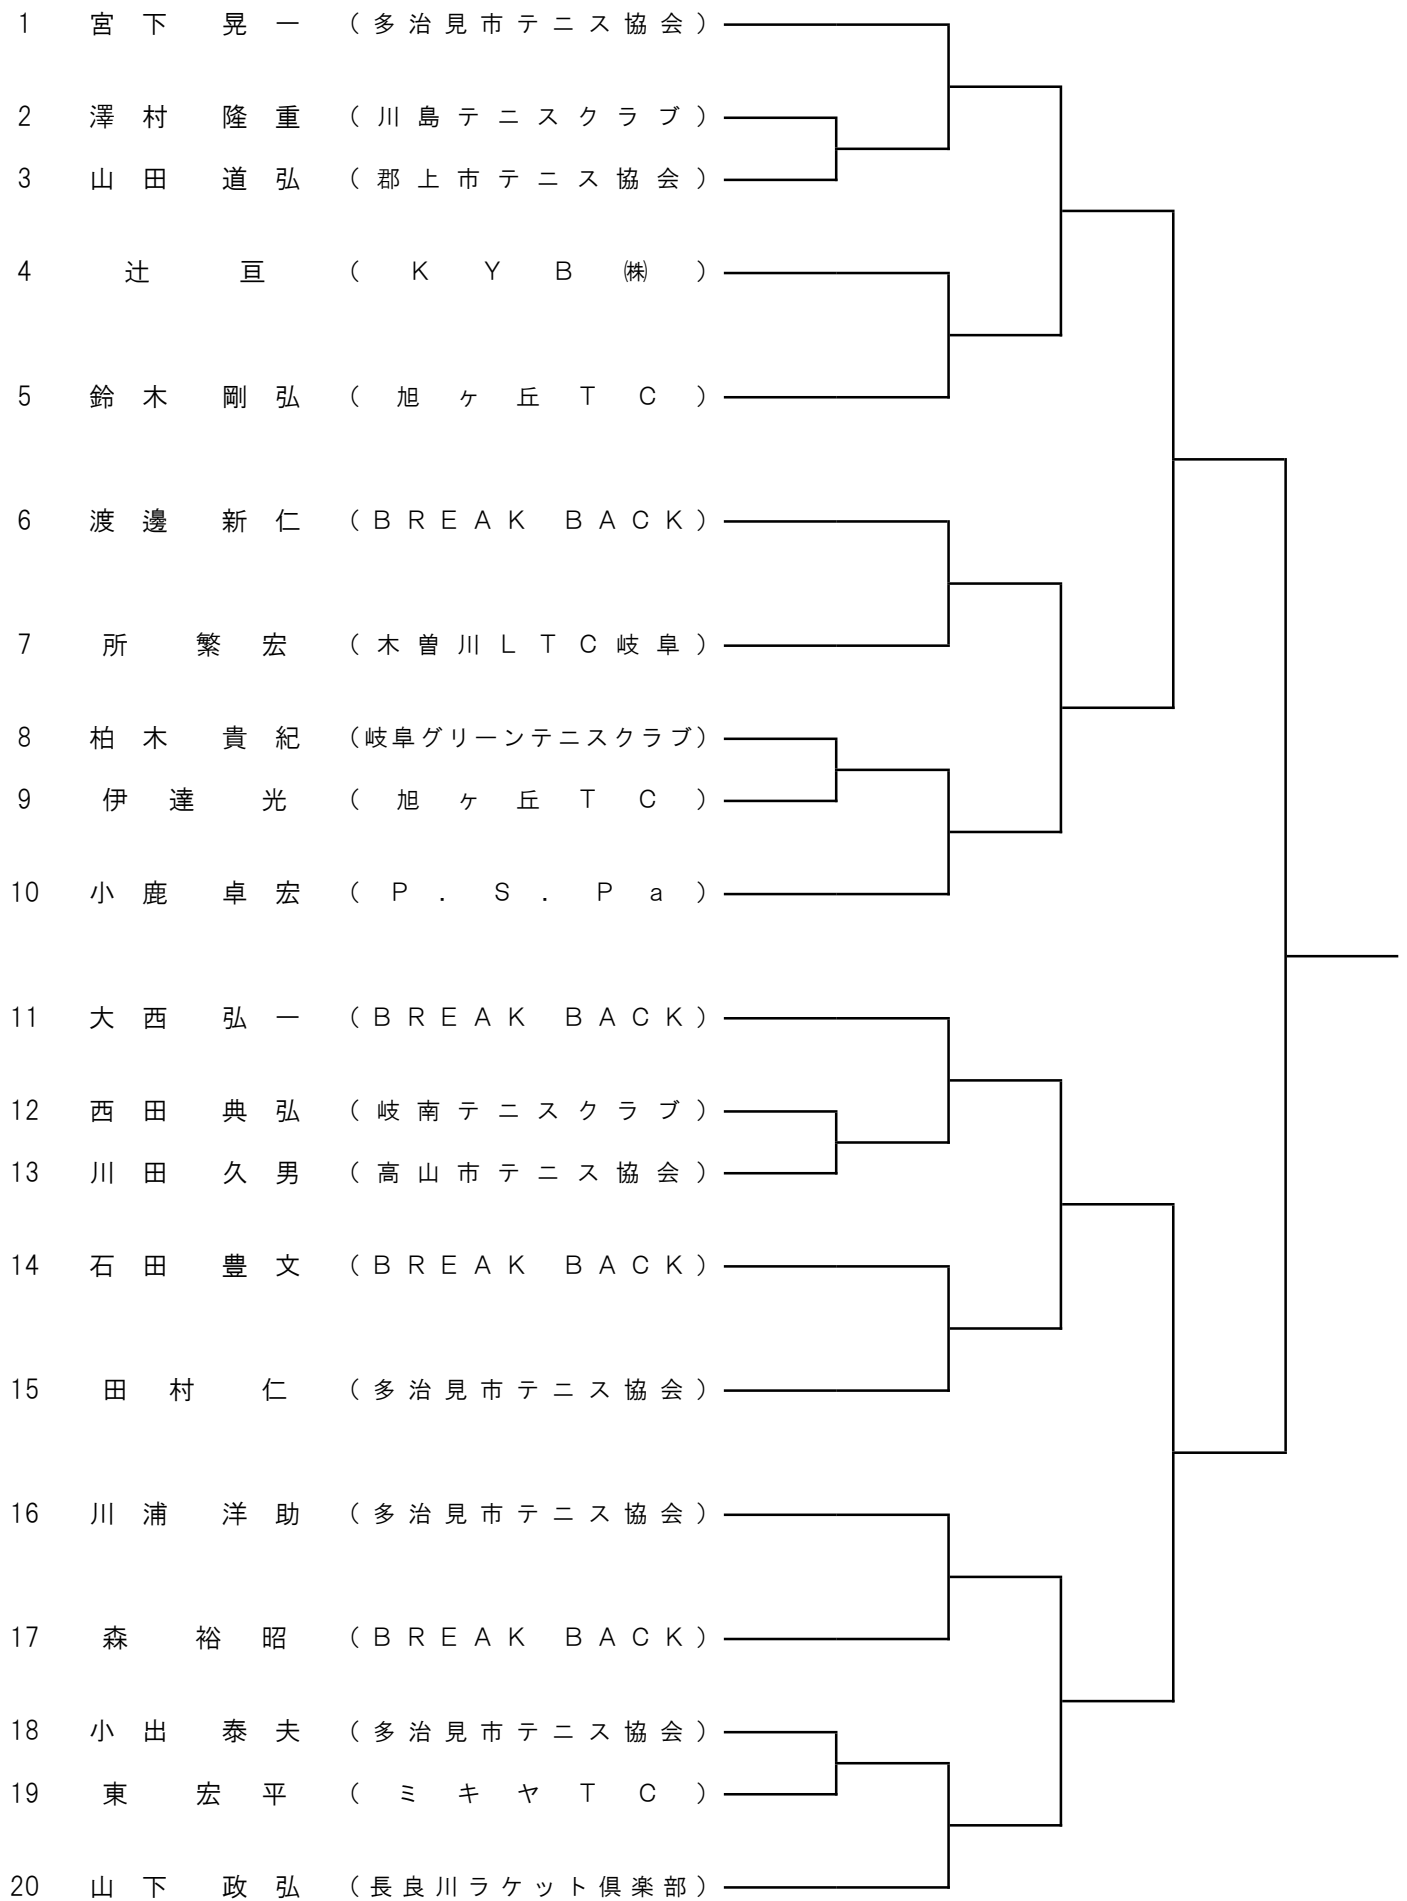 1 宮下 晃一 (多治見市テニス協会)
2 澤村 隆重 (川島テニスクラブ)
3 山田 道弘 (郡上市テニス協会)
4 辻 亘 (KYB㈱)
5 鈴木 剛弘 (旭ヶ丘TC)
6 渡邊 新仁 (BREAK BACK)
7 所 繁宏 (木曽川LTC岐阜)
8 柏木 貴紀 (岐阜グリーンテニスクラブ)
9 伊達 光 (旭ヶ丘TC)
10 小鹿 卓宏 (P.S.Pa)
11 大西 弘一 (BREAK BACK)
12 西田 典弘 (岐南テニスクラブ)
13 川田 久男 (高山市テニス協会)
14 石田 豊文 (BREAK BACK)
15 田村 仁 (多治見市テニス協会)
16 川浦 洋助 (多治見市テニス協会)
17 森 裕昭 (BREAK BACK)
18 小出 泰夫 (多治見市テニス協会)
19 東 宏平 (ミキヤTC)
20 山下 政弘 (長良川ラケット倶楽部)